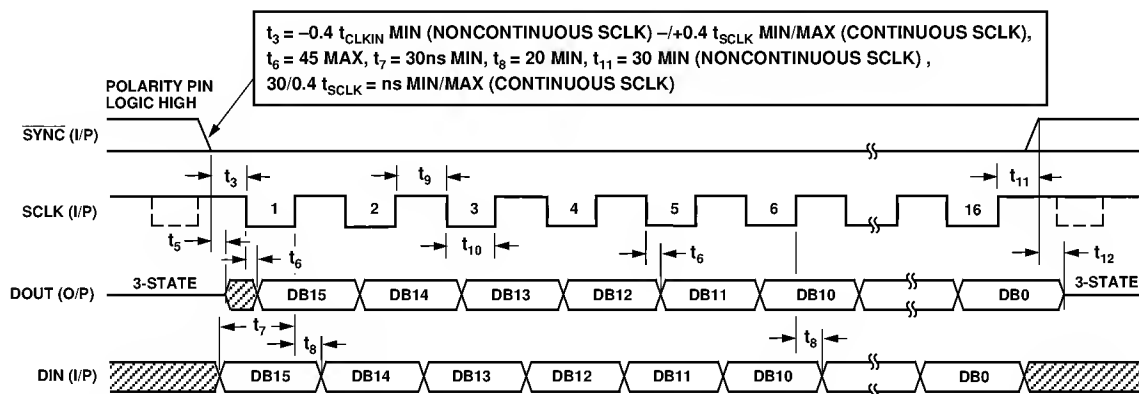 t3 = –0.4 tCLKIN MIN (NONCONTINUOUS SCLK) –/+0.4 tSCLK MIN/MAX (CONTINUOUS SCLK),
t6 = 45 MAX, t7 = 30ns MIN, t8 = 20 MIN, t11 = 30 MIN (NONCONTINUOUS SCLK) ,
30/0.4 tSCLK = ns MIN/MAX (CONTINUOUS SCLK)
POLARITY PIN
LOGIC HIGH
SYNC (I/P)
t3 t9 t11
SCLK (I/P) 1 2 3 4 5 6 16
t5 t6 t10 t6 t12
3-STATE 3-STATE
DOUT (O/P) DB15 DB14 DB13 DB12 DB11 DB10 DB0
t7 t8 t8
DIN (I/P) DB15 DB14 DB13 DB12 DB11 DB10 DB0